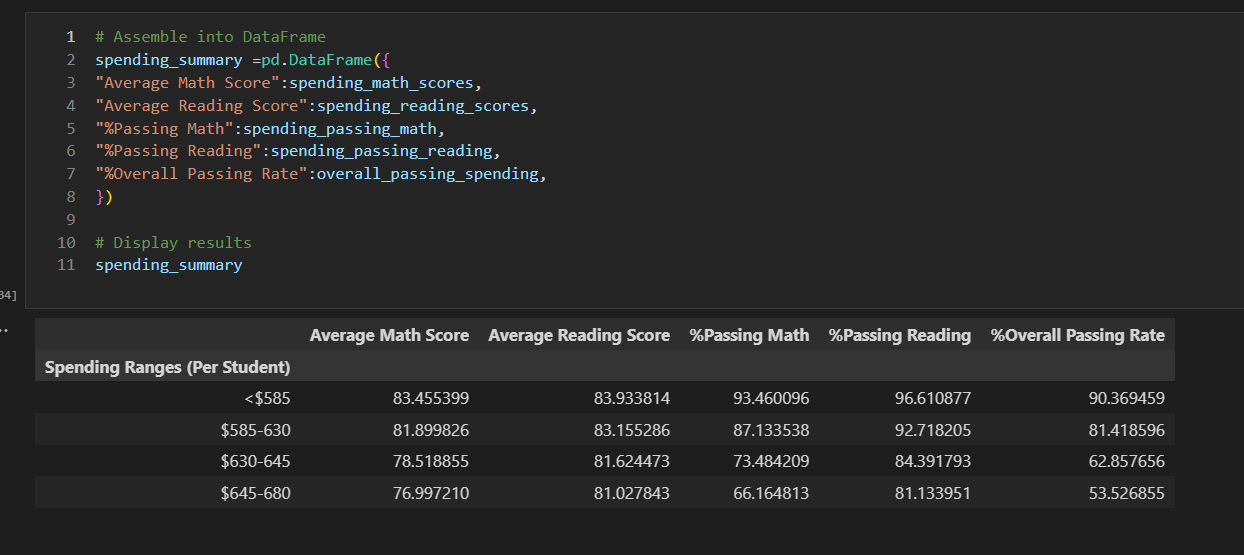 1 # Assemble into DataFrame
2 spending_summary =pd.DataFrame({
3 "Average Math Score":spending_math_scores,
4 "Average Reading Score":spending_reading_scores,
5 "%Passing Math":spending_passing_math,
6 "%Passing Reading":spending_passing_reading,
7 "%Overall Passing Rate":overall_passing_spending,
8 })
9
10 # Display results
11 spending_summary
34]
Average Math Score Average Reading Score %Passing Math %Passing Reading %Overall Passing Rate
Spending Ranges (Per Student)
<$585 83.455399 83.933814 93.460096 96.610877 90.369459
$585-630 81.899826 83.155286 87.133538 92.718205 81.418596
$630-645 78.518855 81.624473 73.484209 84.391793 62.857656
$645-680 76.997210 81.027843 66.164813 81.133951 53.526855